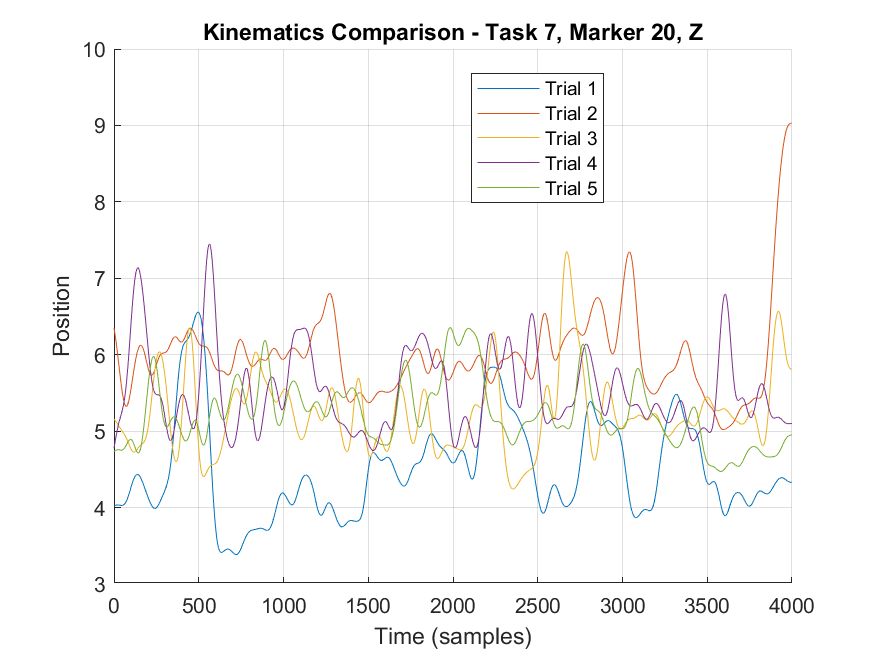 Kinematics Comparison - Task 7, Marker 20, Z
10
9
8
7
6
5
4
3
Position
Trial 1
Trial 2
Trial 3
Trial 4
Trial 5
0 500 1000 1500 2000 2500 3000 3500 4000
Time (samples)